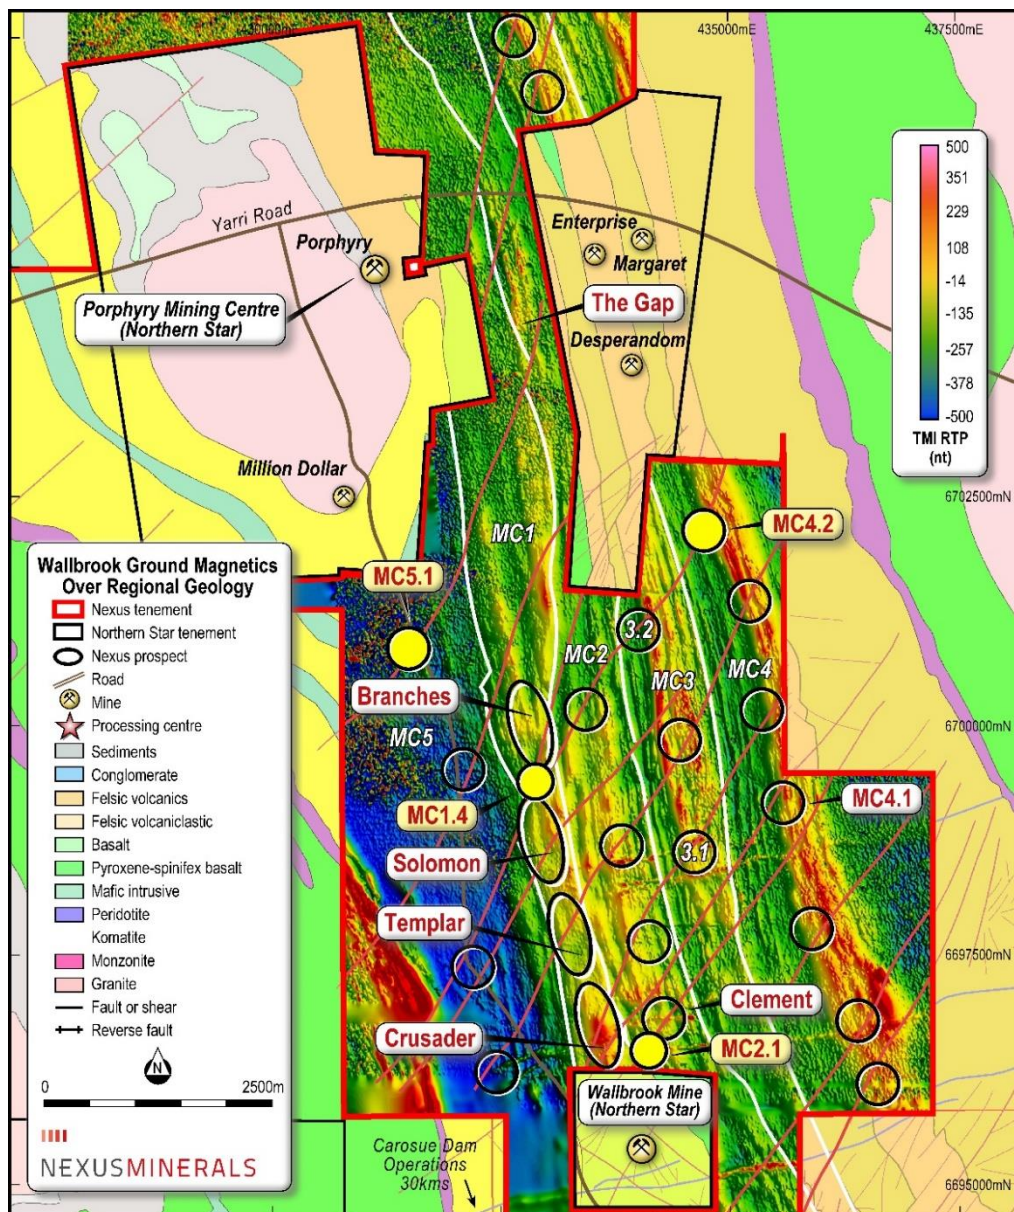 435000mE
437500mE
500
351
229
108
-14
-135
-257
-378
-500
TMI RTP
(nt)
Yarri Road
Porphyry
Porphyry Mining Centre
(Northern Star)
Enterprise
Margaret
The Gap
Desperandom
Million Dollar
6702500mN
MC1
MC4.2
MC5.1
3.2
MC2
MC3
MC4
Branches
MC5
6700000mN
MC1.4
MC4.1
3.1
Solomon
Templar
6697500mN
Clement
Crusader
MC2.1
Wallbrook Mine
(Northern Star)
Carosue Dam
Operations
30kms
6695000mN
Wallbrook Ground Magnetics
Over Regional Geology
Nexus tenement
Northern Star tenement
Nexus prospect
Road
Mine
Processing centre
Sediments
Conglomerate
Felsic volcanics
Felsic volcaniclastic
Basalt
Pyroxene-spinifex basalt
Mafic intrusive
Peridotite
Komatite
Monzonite
Granite
Fault or shear
Reverse fault
N
0
2500m
NEXUSMINERALS